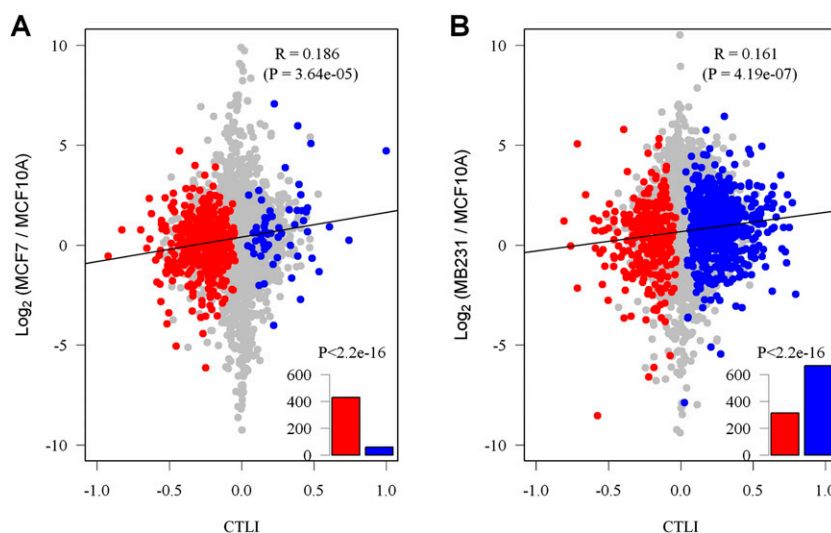 A
R = 0.186
(P = 3.64e-05)
Log2 (MCF7 / MCF10A)
10
5
0
-5
-10
P<2.2e-16
600
400
200
0
-1.0 -0.5 0.0 0.5 1.0
CTLI
B
R = 0.161
(P = 4.19e-07)
Log2 (MB231 / MCF10A)
10
5
0
-5
-10
P<2.2e-16
600
400
200
0
-1.0 -0.5 0.0 0.5 1.0
CTLI